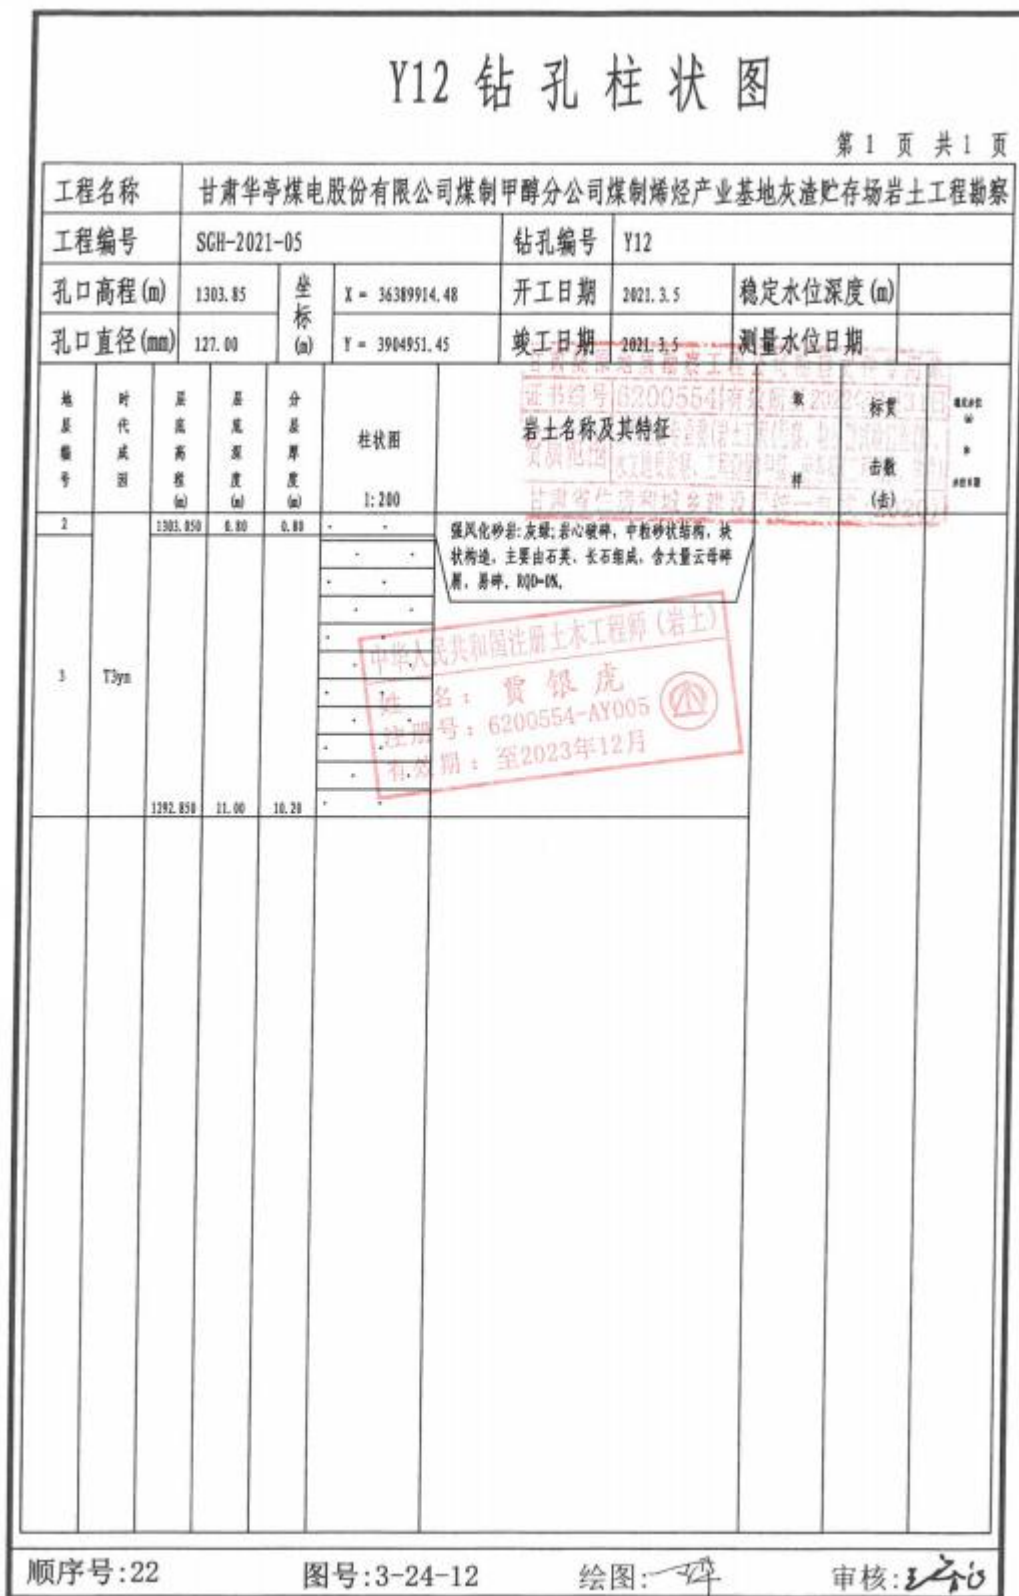 Y12 钻 孔 柱 状 图
第 1 页 共 1 页
工程名称 甘肃华亭煤电股份有限公司煤制甲醇分公司煤制烯烃产业基地灰渣贮存场岩土工程勘察
工程编号 SGH-2021-05 钻孔编号 Y12
孔口高程(m) 1303.85 坐标(m) X = 36389914.48 开工日期 2021.3.5 稳定水位深度(m)
孔口直径(mm) 127.00 Y = 3904951.45 竣工日期 2021.3.5 测量水位日期
地层编号 时代成因 层底高程(m) 层底深度(m) 分层厚度(m) 柱状图 1:200 岩土名称及其特征 取样 标贯击数(击)
证书编号 6200554
2 1303.050 0.80 0.80
强风化砂岩:灰绿;岩心破碎，中粒砂状结构，块
状构造，主要由石英、长石组成，含大量云母碎
屑，易碎，RQD=0%。
中华人民共和国注册土木工程师（岩土）
姓 名：贾银虎
注册号：6200554-AY005
有效期：至2023年12月
3 T3yn
1292.850 11.00 10.20
顺序号:22 图号:3-24-12 绘图: 审核: